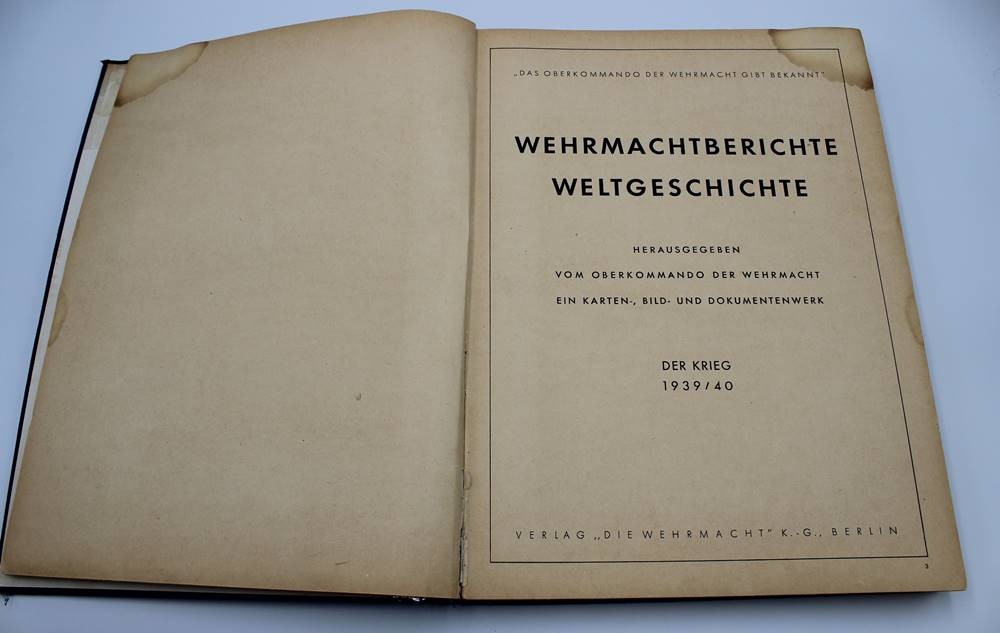 „DAS OBERKOMMANDO DER WEHRMACHT GIBT BEKANNT"
WEHRMACHTBERICHTE
WELTGESCHICHTE
HERAUSGEGEBEN
VOM OBERKOMMANDO DER WEHRMACHT
EIN KARTEN-, BILD- UND DOKUMENTENWERK
DER KRIEG
1939/40
VERLAG „DIE WEHRMACHT" K.-G., BERLIN
3